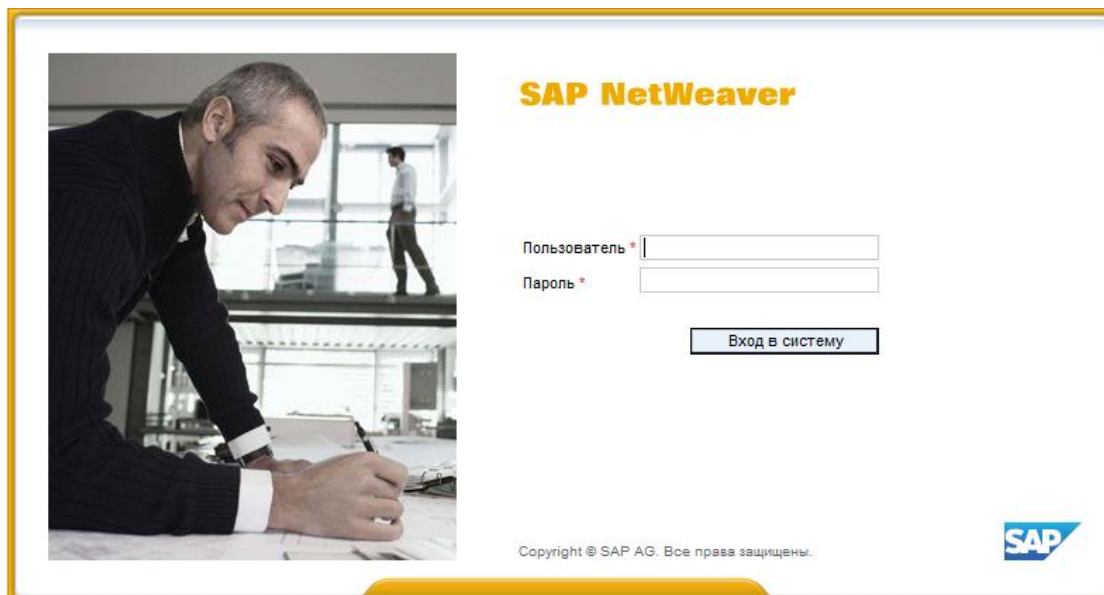 SAP NetWeaver
Пользователь *
Пароль *
Вход в систему
Copyright © SAP AG. Все права защищены.
SAP